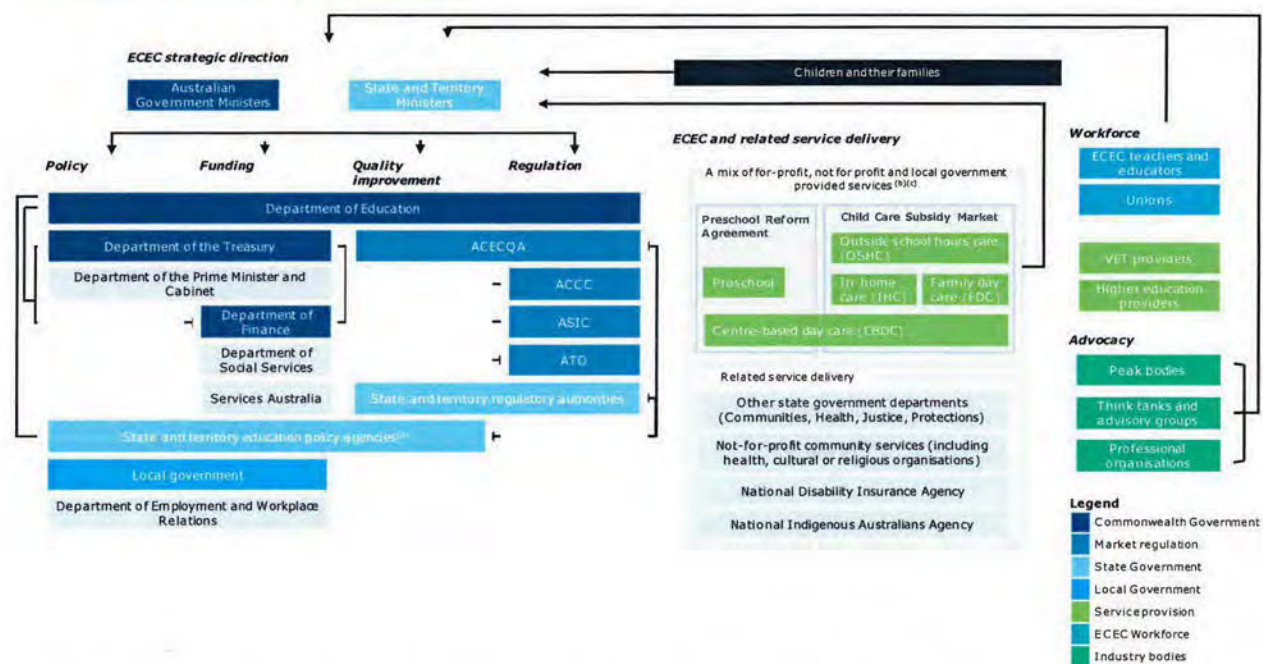 ECEC strategic direction
Australian
Government Ministers
State and Territory
Ministers
Children and their families
Policy
Funding
Quality
improvement
Regulation
Department of Education
Department of the Treasury
ACECQA
Department of the Prime Minister and
Cabinet
ACCC
Department of
Finance
ASIC
Department of
Social Services
ATO
Services Australia
State and territory regulatory authorities
State and territory education policy agencies(a)
Local government
Department of Employment and Workplace
Relations
ECEC and related service delivery
A mix of for-profit, not for profit and local government
provided services (b)(c)
Preschool Reform
Agreement
Child Care Subsidy Market
Outside school hours care
(OSHC)
Preschool
In-home
care (IHC)
Family day
care (FDC)
Centre-based day care (CBDC)
Related service delivery
Other state government departments
(Communities, Health, Justice, Protections)
Not-for-profit community services (including
health, cultural or religious organisations)
National Disability Insurance Agency
National Indigenous Australians Agency
Workforce
ECEC teachers and
educators
Unions
VET providers
Higher education
providers
Advocacy
Peak bodies
Think tanks and
advisory groups
Professional
organisations
Legend
Commonwealth Government
Market regulation
State Government
Local Government
Service provision
ECEC Workforce
Industry bodies